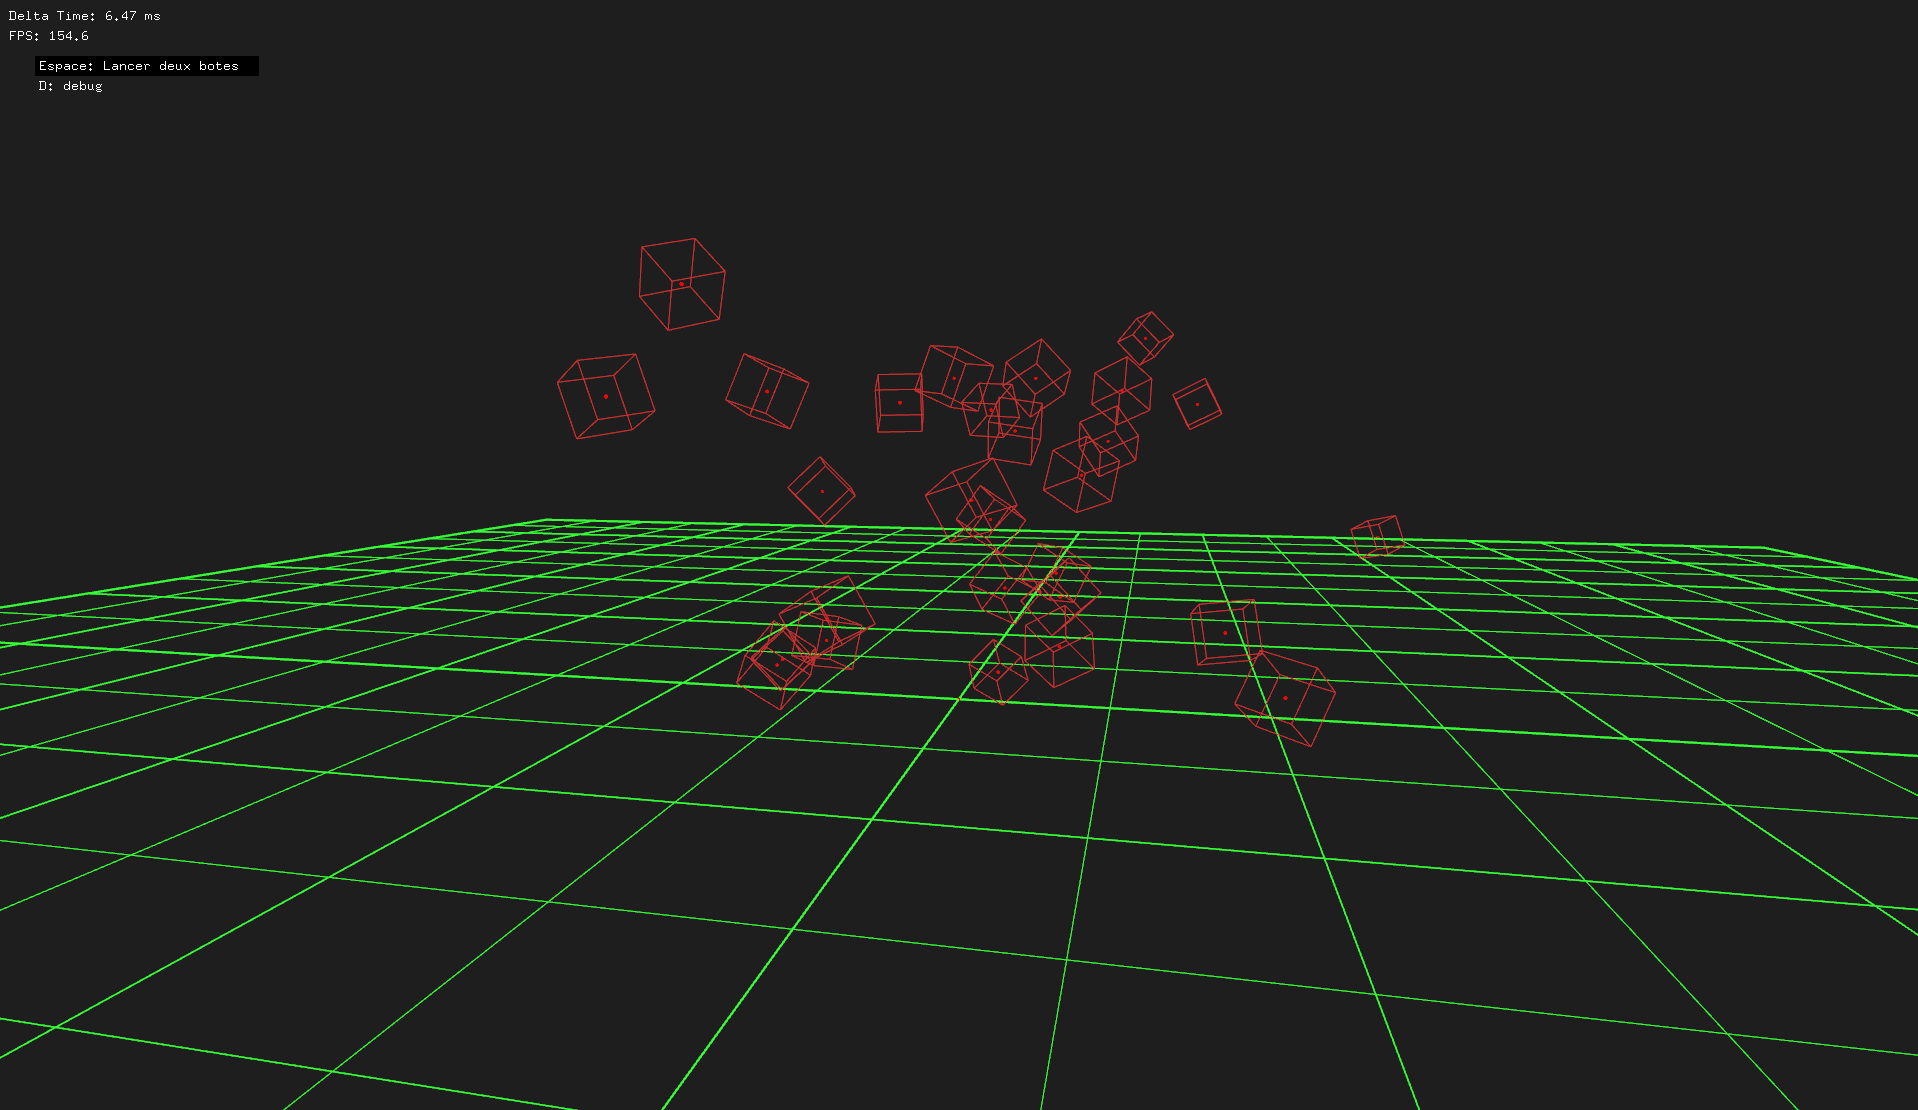 Delta Time: 6.47 ms
FPS: 154.6
Espace: Lancer deux botes
D: debug